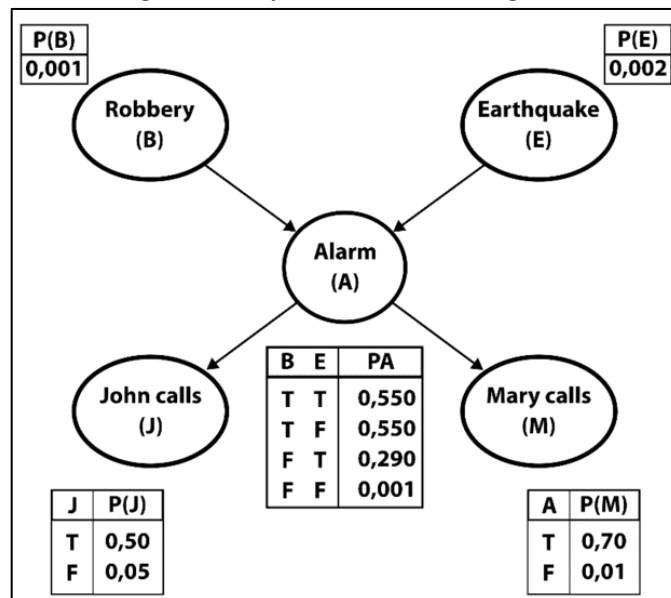 P(B)
0,001
P(E)
0,002
Robbery
(B)
Earthquake
(E)
Alarm
(A)
B E PA
T T 0,550
T F 0,550
F T 0,290
F F 0,001
John calls
(J)
Mary calls
(M)
J P(J)
T 0,50
F 0,05
A P(M)
T 0,70
F 0,01